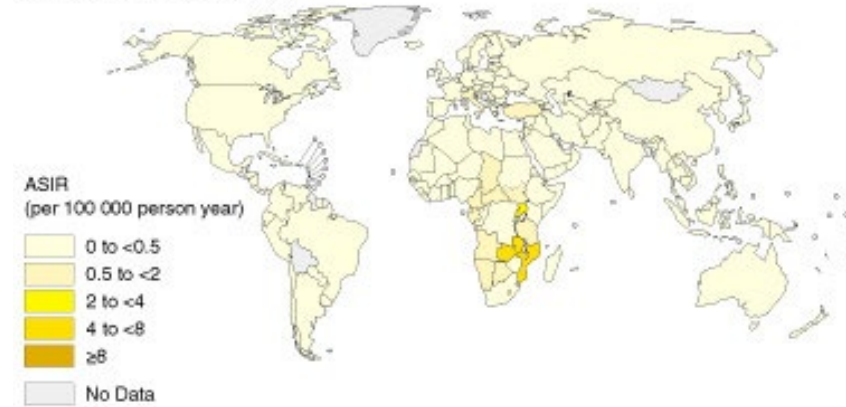 ASIR
(per 100 000 person year)
0 to <0.5
0.5 to <2
2 to <4
4 to <8
≥8
No Data